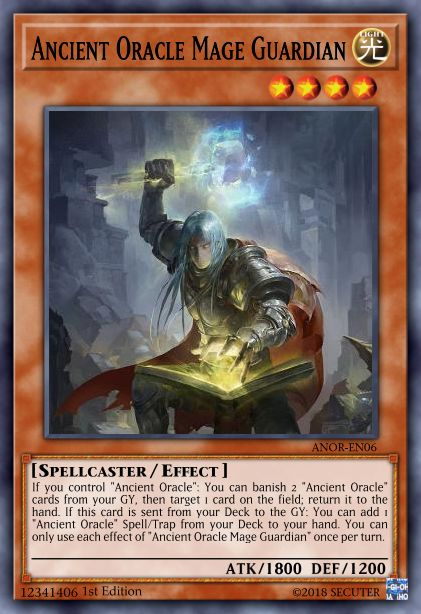 Ancient Oracle Mage Guardian
LIGHT
光
ANOR-EN06
[Spellcaster / Effect]
If you control "Ancient Oracle": You can banish 2 "Ancient Oracle"
cards from your GY, then target 1 card on the field; return it to the
hand. If this card is sent from your Deck to the GY: You can add 1
"Ancient Oracle" Spell/Trap from your Deck to your hand. You can
only use each effect of "Ancient Oracle Mage Guardian" once per turn.
ATK/1800 DEF/1200
12341406 1st Edition
©2018 SECUTER